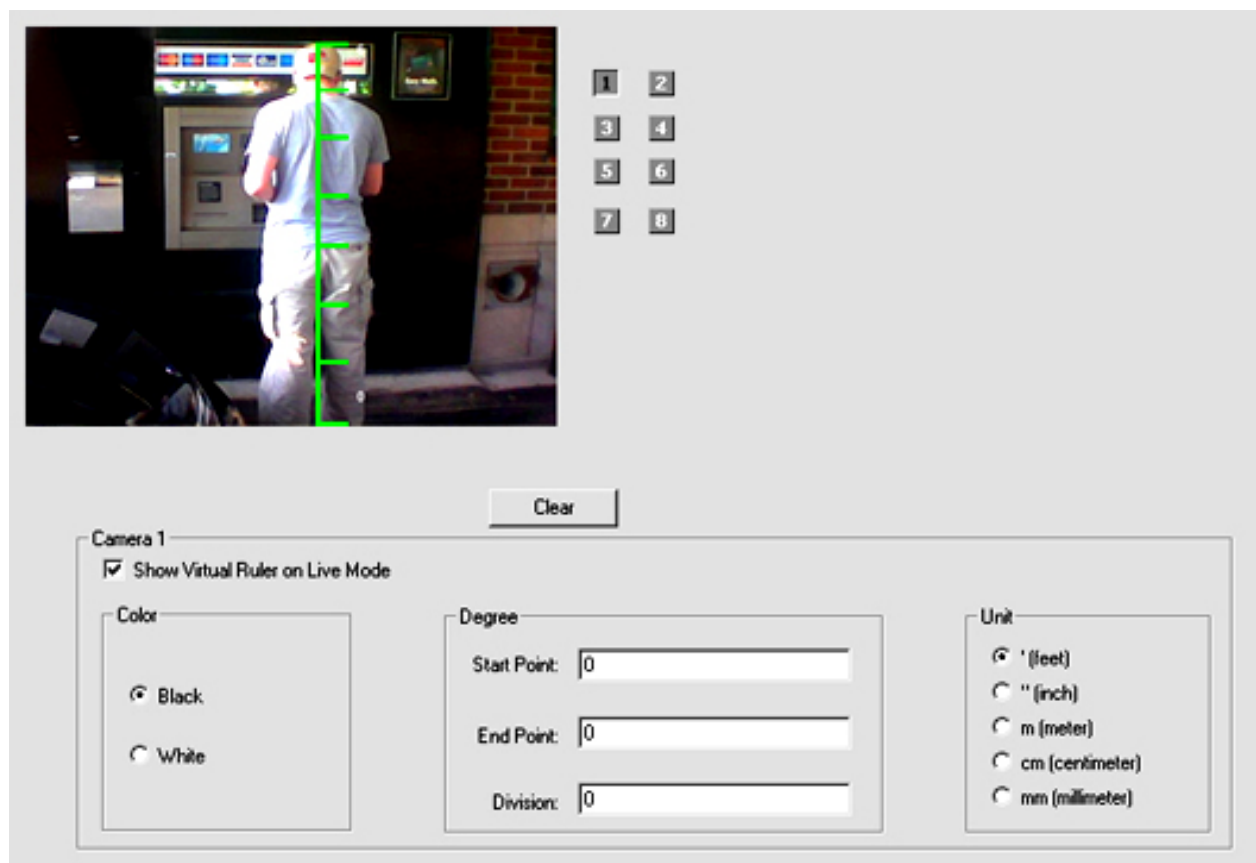 1 2
3 4
5 6
7 8
0
Clear
Camera 1
Show Virtual Ruler on Live Mode
Color
Black
White
Degree
Start Point: 0
End Point: 0
Division: 0
Unit
' (feet)
" (inch)
m (meter)
cm (centimeter)
mm (millimeter)